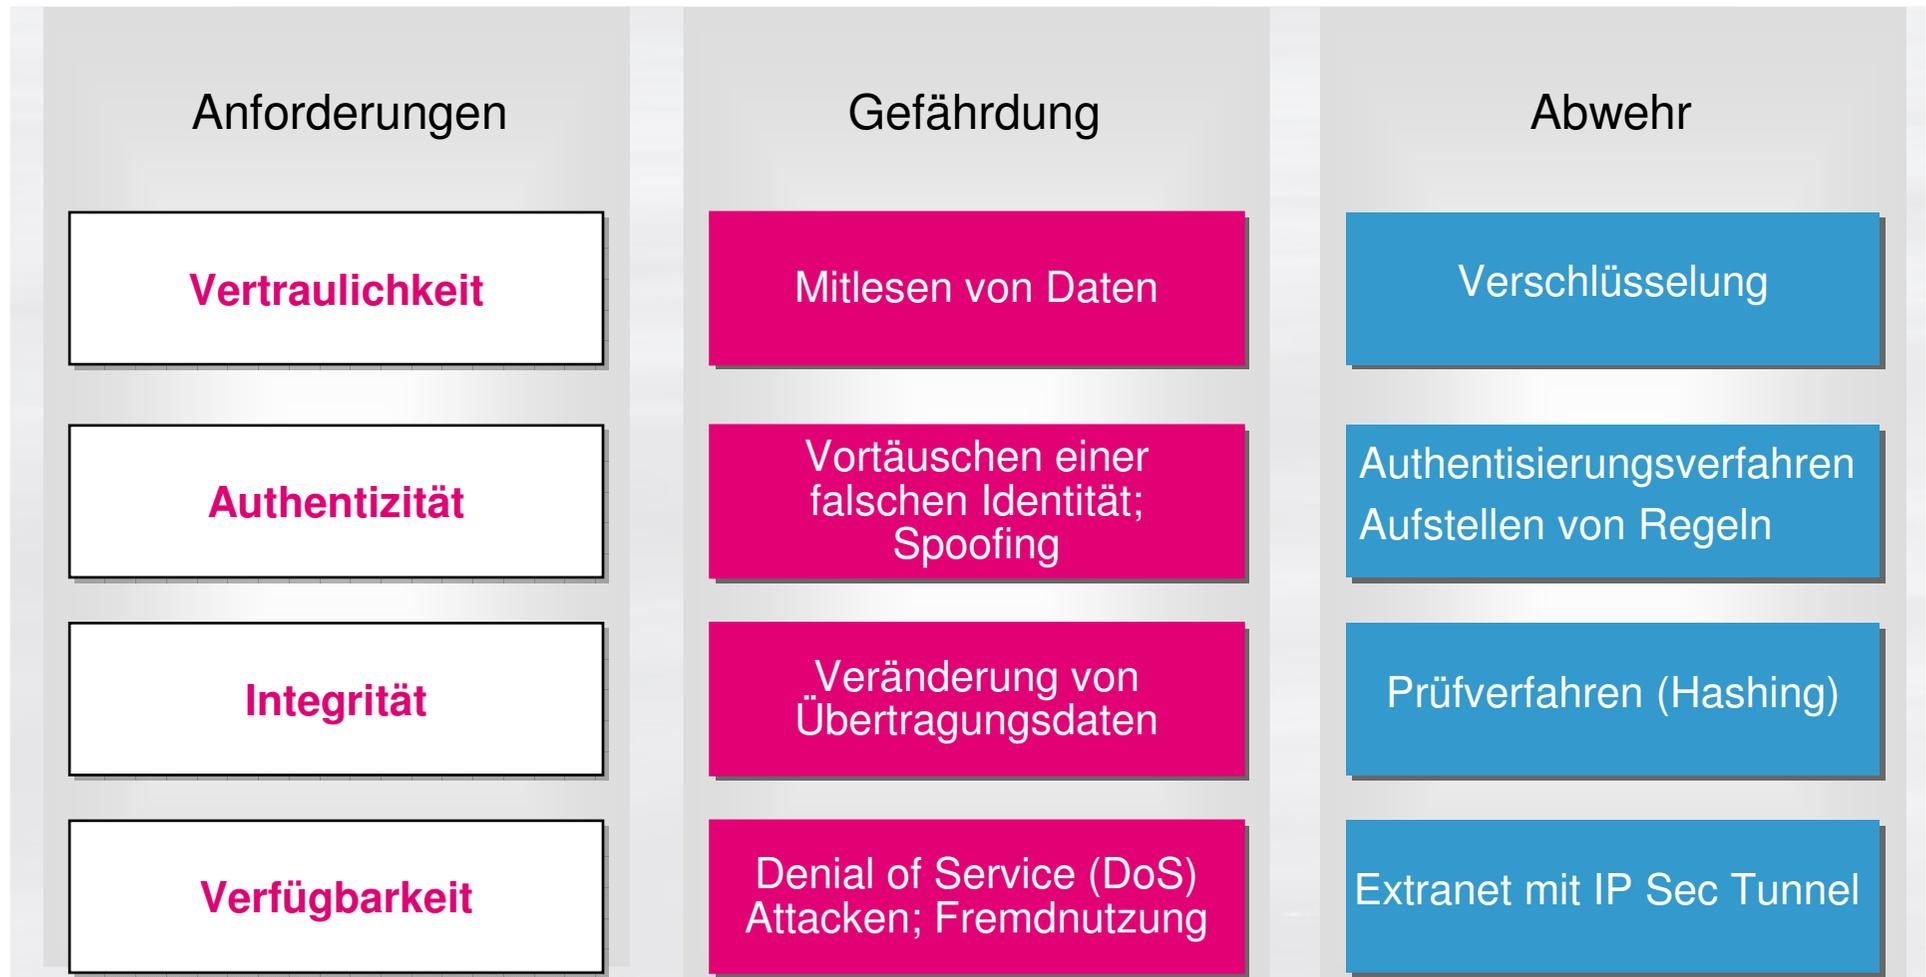 Anforderungen
Gefährdung
Abwehr
Vertraulichkeit
Mitlesen von Daten
Verschlüsselung
Authentizität
Vortäuschen einer
falschen Identität;
Spoofing
Authentisierungsverfahren
Aufstellen von Regeln
Integrität
Veränderung von
Übertragungsdaten
Prüfverfahren (Hashing)
Verfügbarkeit
Denial of Service (DoS)
Attacken; Fremdnutzung
Extranet mit IP Sec Tunnel